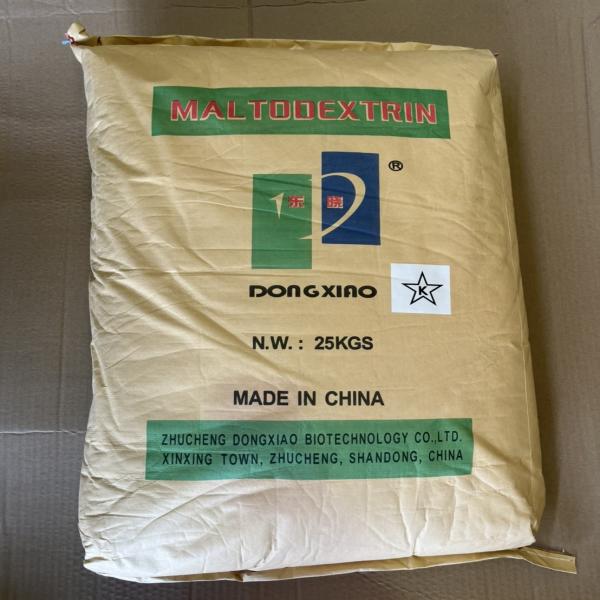 MALTODEXTRIN
®
东晓
DONGXIAO
K
N.W. : 25KGS
MADE IN CHINA
ZHUCHENG DONGXIAO BIOTECHNOLOGY CO.,LTD.
XINXING TOWN, ZHUCHENG, SHANDONG, CHINA